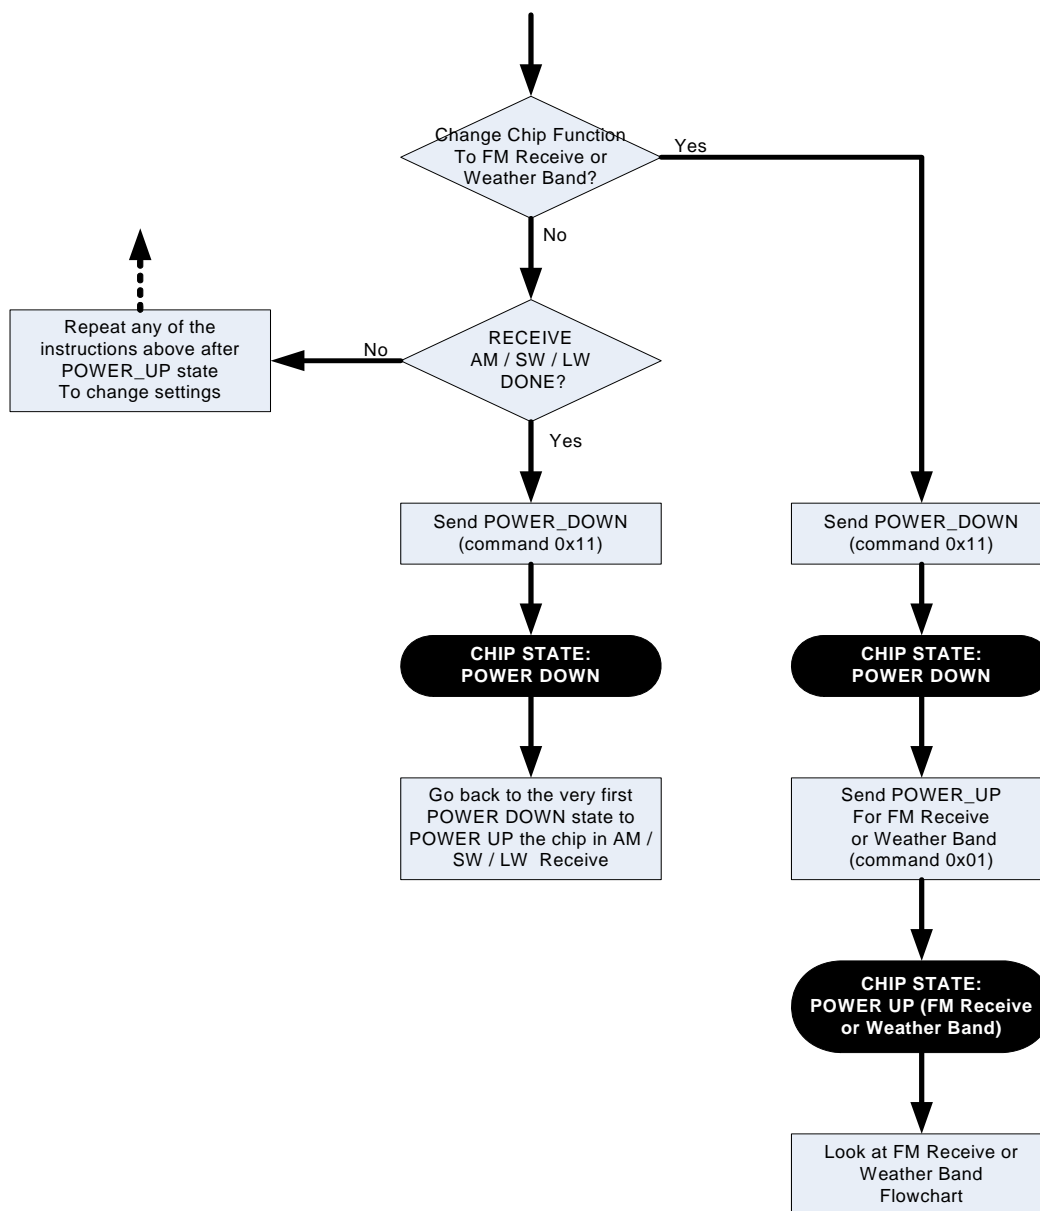 Change Chip Function
To FM Receive or
Weather Band?
Yes
No
RECEIVE
AM / SW / LW
DONE?
No
Repeat any of the
instructions above after
POWER_UP state
To change settings
Yes
Send POWER_DOWN
(command 0x11)
Send POWER_DOWN
(command 0x11)
CHIP STATE:
POWER DOWN
CHIP STATE:
POWER DOWN
Go back to the very first
POWER DOWN state to
POWER UP the chip in AM /
SW / LW Receive
Send POWER_UP
For FM Receive
or Weather Band
(command 0x01)
CHIP STATE:
POWER UP (FM Receive
or Weather Band)
Look at FM Receive or
Weather Band
Flowchart